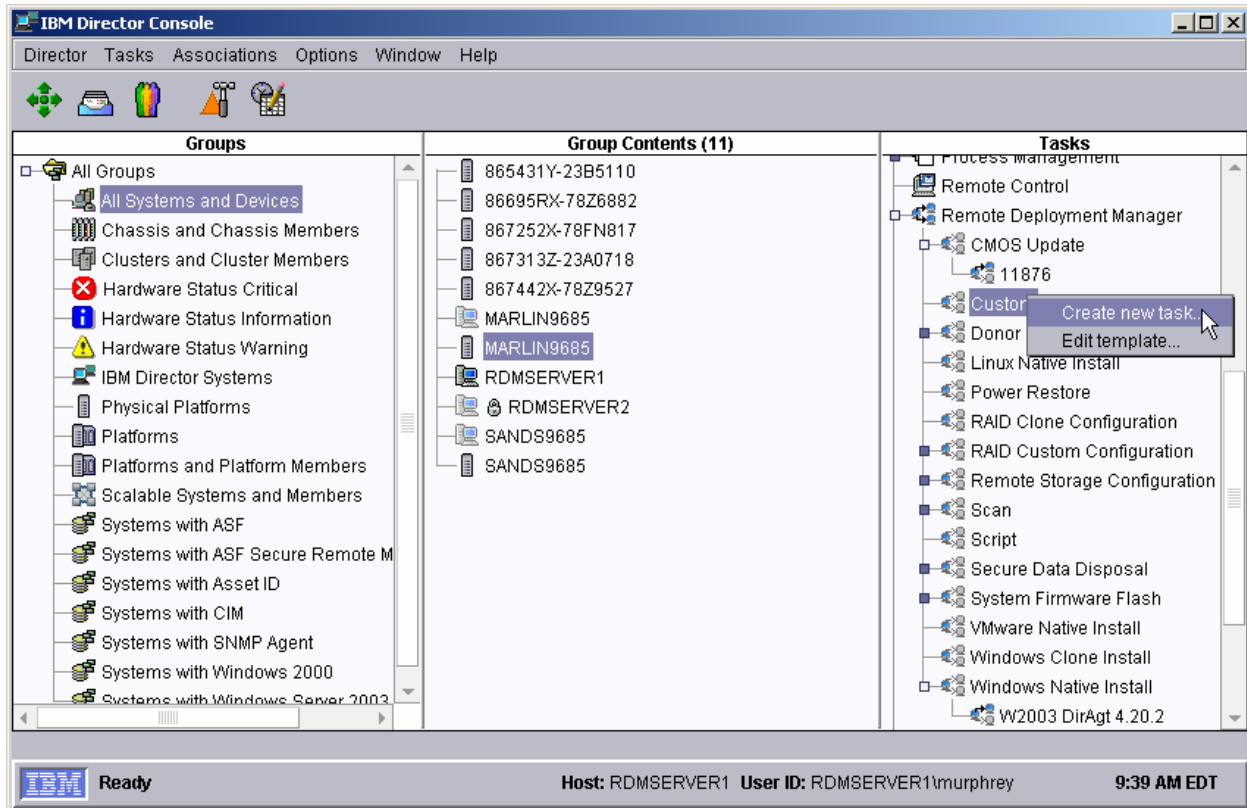 IBM Director Console
Director Tasks Associations Options Window Help
Groups
All Groups
All Systems and Devices
Chassis and Chassis Members
Clusters and Cluster Members
Hardware Status Critical
Hardware Status Information
Hardware Status Warning
IBM Director Systems
Physical Platforms
Platforms
Platforms and Platform Members
Scalable Systems and Members
Systems with ASF
Systems with ASF Secure Remote M
Systems with Asset ID
Systems with CIM
Systems with SNMP Agent
Systems with Windows 2000
Systems with Windows Server 2003
Group Contents (11)
865431Y-23B5110
86695RX-78Z6882
867252X-78FN817
867313Z-23A0718
867442X-78Z9527
MARLIN9685
MARLIN9685
RDMSERVER1
RDMSERVER2
SANDS9685
SANDS9685
Tasks
Process Management
Remote Control
Remote Deployment Manager
CMOS Update
11876
Custom
Create new task...
Edit template...
Donor
Linux Native Install
Power Restore
RAID Clone Configuration
RAID Custom Configuration
Remote Storage Configuration
Scan
Script
Secure Data Disposal
System Firmware Flash
VMware Native Install
Windows Clone Install
Windows Native Install
W2003 DirAgt 4.20.2
IBM Ready Host: RDMSERVER1 User ID: RDMSERVER1\murphrey 9:39 AM EDT